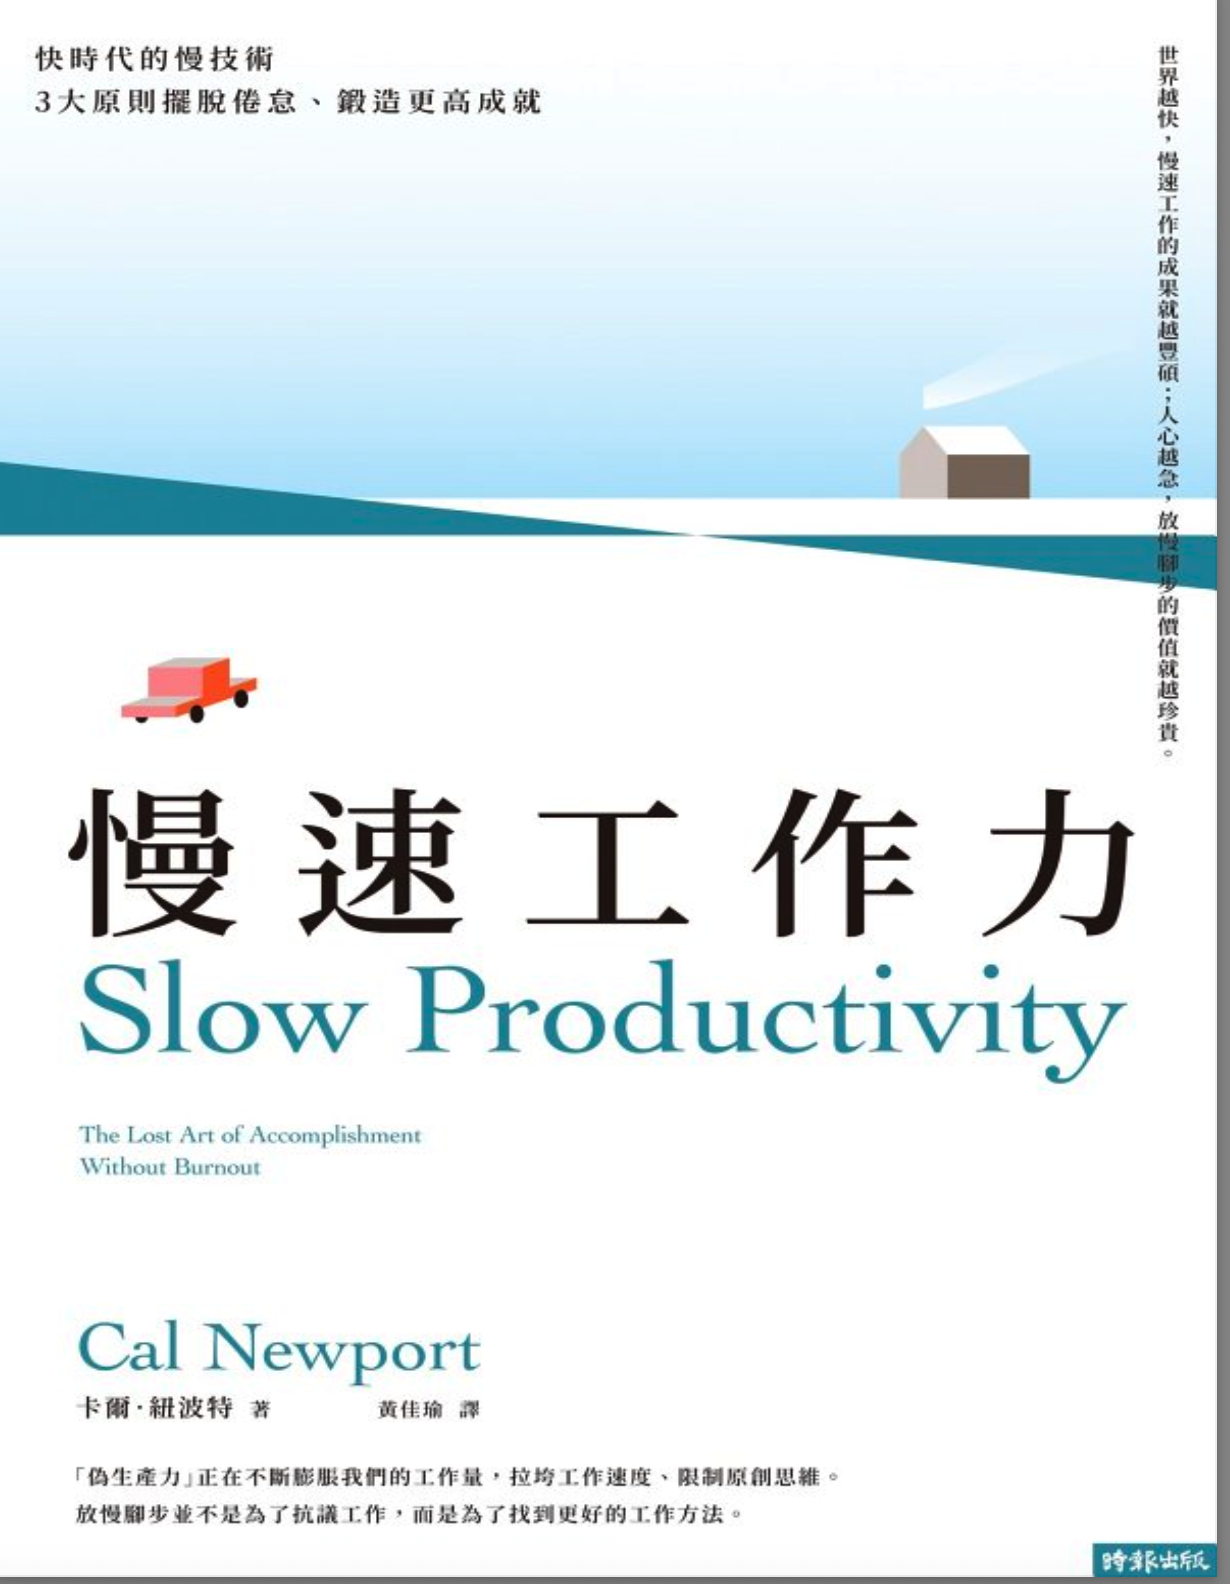 快時代的慢技術
3大原則擺脫倦怠、鍛造更高成就
世界越快，慢速工作的成果就越豐碩；人心越急，放慢腳步的價值就越珍貴。
慢速工作力
Slow Productivity
The Lost Art of Accomplishment
Without Burnout
Cal Newport
卡爾·紐波特 著 黃佳瑜 譯
「偽生產力」正在不斷膨脹我們的工作量，拉垮工作速度、限制原創思維。
放慢腳步並不是為了抗議工作，而是為了找到更好的工作方法。
時報出版